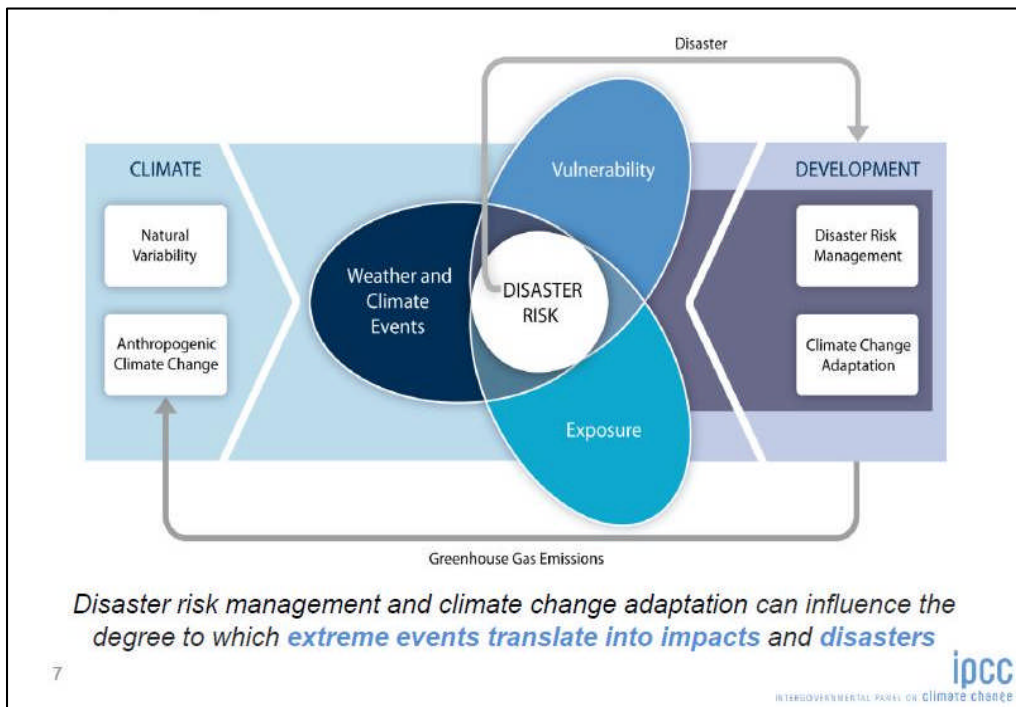 Disaster
CLIMATE
Natural
Variability
Anthropogenic
Climate Change
Weather and
Climate
Events
Vulnerability
DISASTER
RISK
Exposure
DEVELOPMENT
Disaster Risk
Management
Climate Change
Adaptation
Greenhouse Gas Emissions
Disaster risk management and climate change adaptation can influence the
degree to which extreme events translate into impacts and disasters
7
ipcc
INTERGOVERNMENTAL PANEL ON climate change